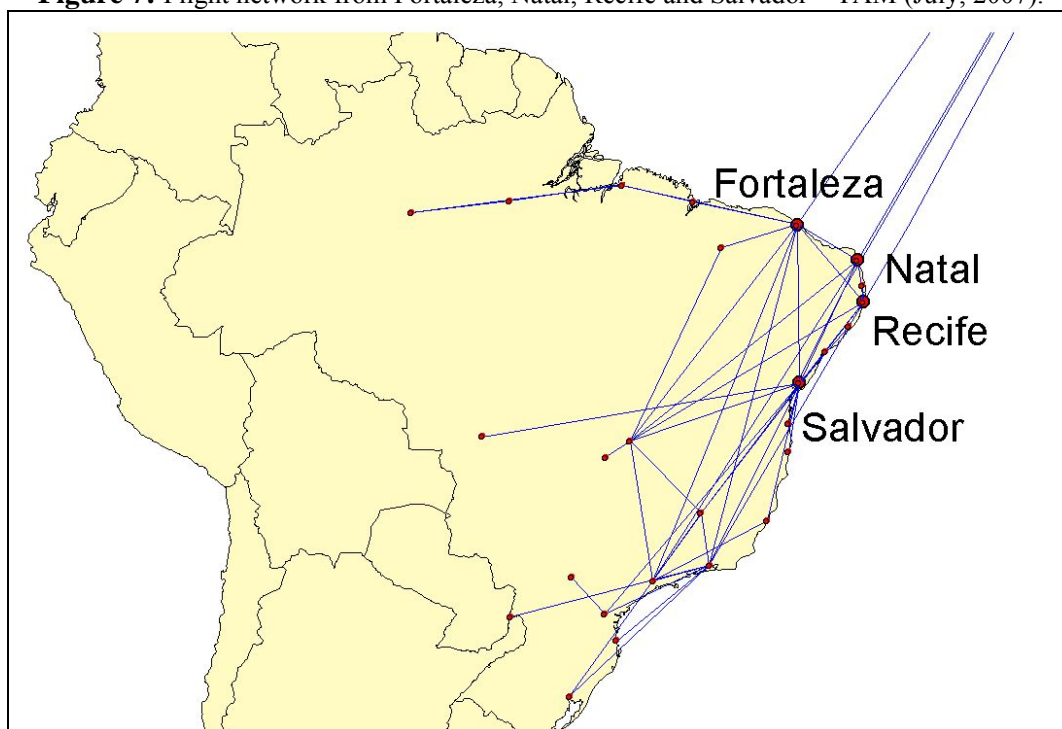 Figure 7: Flight network from Fortaleza, Natal, Recife and Salvador – TAM (July, 2007).
Fortaleza
Natal
Recife
Salvador